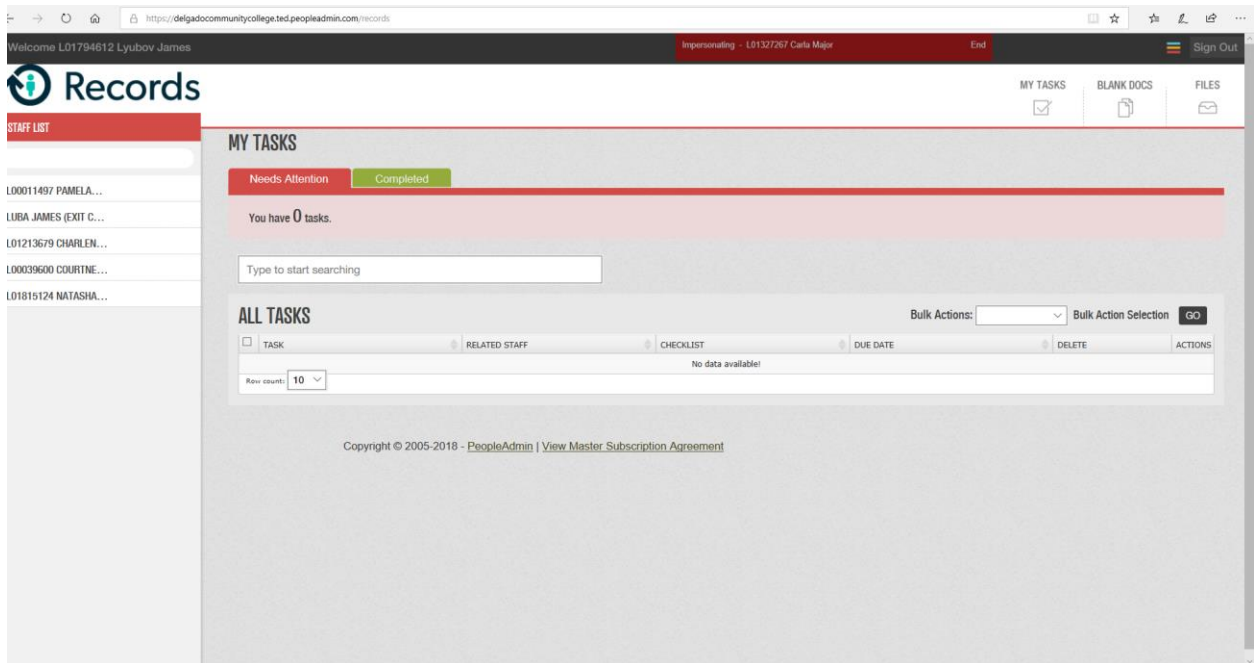 https://delgadocommunitycollege.ted.peopleadmin.com/records
Welcome L01794612 Lyubov James
Impersonating - L01327267 Carla Major End
Sign Out
Records
MY TASKS BLANK DOCS FILES
STAFF LIST
MY TASKS
Needs Attention Completed
L00011497 PAMELA...
You have 0 tasks.
LUBA JAMES (EXIT C...
L01213679 CHARLEN...
L00039600 COURTNE...
L01815124 NATASHA...
Type to start searching
ALL TASKS
Bulk Actions: Bulk Action Selection GO
TASK RELATED STAFF CHECKLIST DUE DATE DELETE ACTIONS
No data available!
Row count: 10
Copyright © 2005-2018 - PeopleAdmin | View Master Subscription Agreement